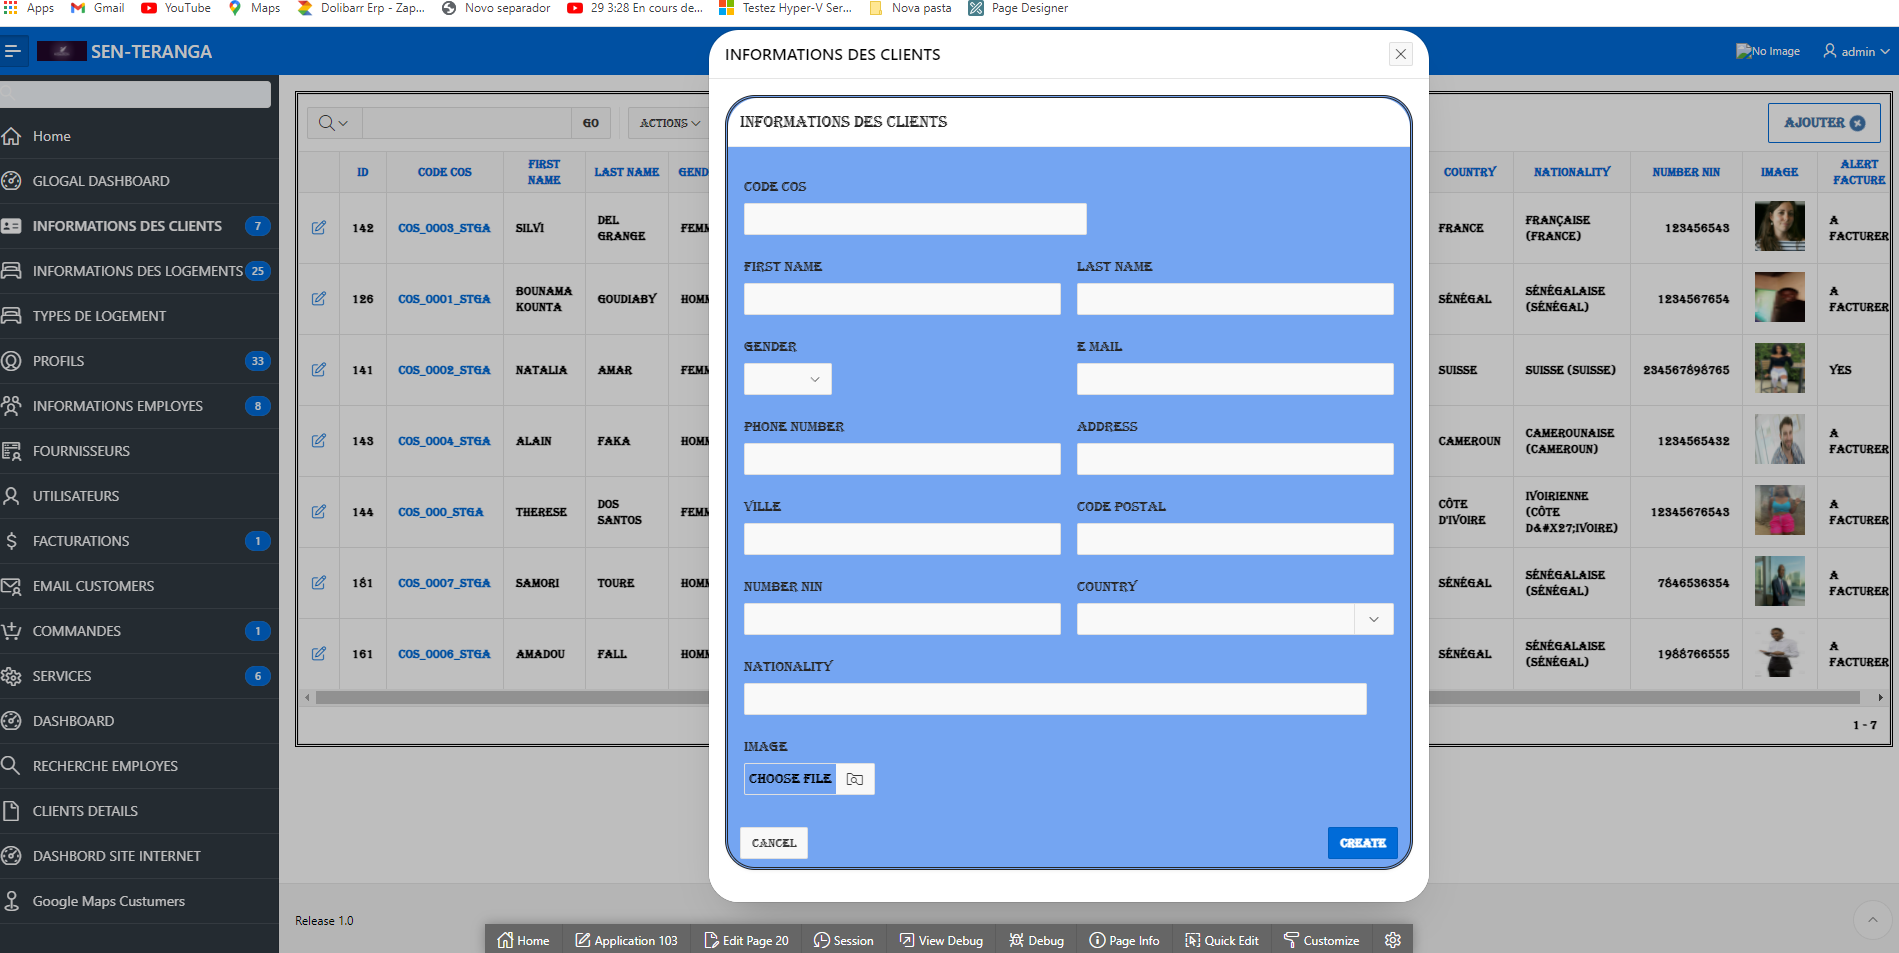 Apps Gmail YouTube Maps Dolibarr Erp - Zap... Novo separador 29 3:28 En cours de... Testez Hyper-V Ser... Nova pasta Page Designer
SEN-TERANGA
No Image admin
Home
GLOGAL DASHBOARD
INFORMATIONS DES CLIENTS 7
INFORMATIONS DES LOGEMENTS 25
TYPES DE LOGEMENT
PROFILS 33
INFORMATIONS EMPLOYES 8
FOURNISSEURS
UTILISATEURS
FACTURATIONS 1
EMAIL CUSTOMERS
COMMANDES 1
SERVICES 6
DASHBOARD
RECHERCHE EMPLOYES
CLIENTS DETAILS
DASHBORD SITE INTERNET
Google Maps Custumers
GO ACTIONS
ID CODE COS FIRST NAME LAST NAME GEND
142 COS_0003_STGA SILVI DEL GRANGE FEMM
126 COS_0001_STGA BOUNAMA KOUNTA GOUDIABY HOMM
141 COS_0002_STGA NATALIA AMAR FEMM
143 COS_0004_STGA ALAIN FAKA HOMM
144 COS_000_STGA THERESE DOS SANTOS FEMM
181 COS_0007_STGA SAMORI TOURE HOMM
161 COS_0006_STGA AMADOU FALL HOMM
INFORMATIONS DES CLIENTS
INFORMATIONS DES CLIENTS
CODE COS
FIRST NAME LAST NAME
GENDER E MAIL
PHONE NUMBER ADDRESS
VILLE CODE POSTAL
NUMBER NIN COUNTRY
NATIONALITY
IMAGE
CHOOSE FILE
CANCEL CREATE
AJOUTER
COUNTRY NATIONALITY NUMBER NIN IMAGE ALERT FACTURE
FRANCE FRANÇAISE (FRANCE) 123456543 A FACTURER
SÉNÉGAL SÉNÉGALAISE (SÉNÉGAL) 1234567654 A FACTURER
SUISSE SUISSE (SUISSE) 234567898765 YES
CAMEROUN CAMEROUNAISE (CAMEROUN) 1234565432 A FACTURER
CÔTE D'IVOIRE IVOIRIENNE (CÔTE D&#X27;IVOIRE) 12345676543 A FACTURER
SÉNÉGAL SÉNÉGALAISE (SÉNÉGAL) 7846536354 A FACTURER
SÉNÉGAL SÉNÉGALAISE (SÉNÉGAL) 1988766555 A FACTURER
1 - 7
Release 1.0
Home Application 103 Edit Page 20 Session View Debug Debug Page Info Quick Edit Customize